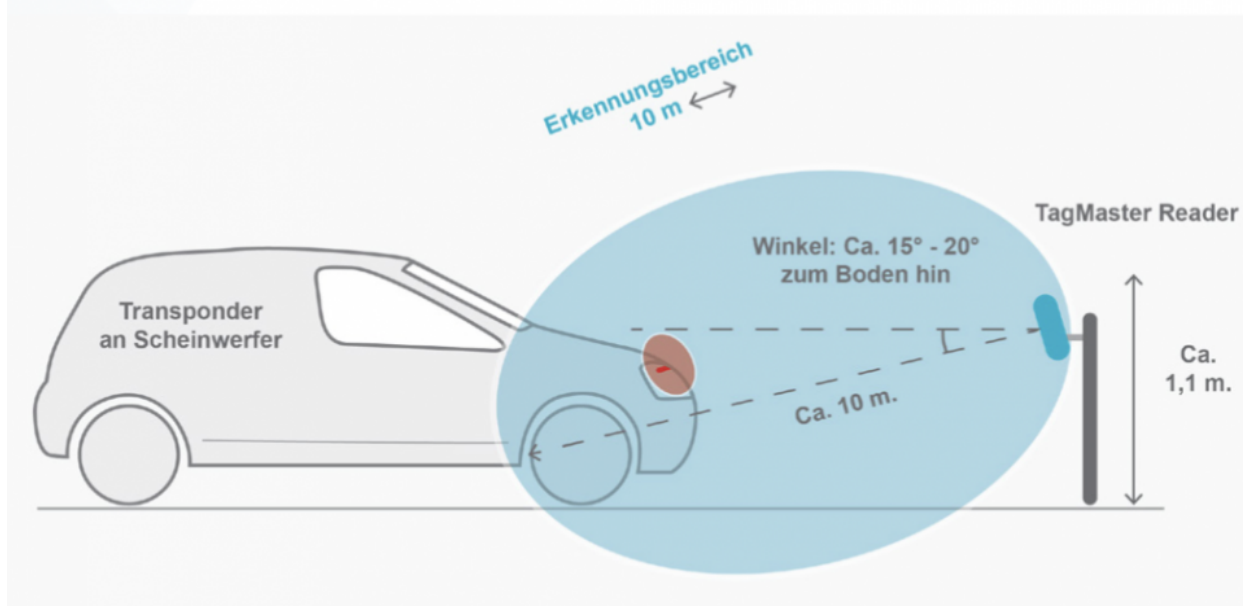 Erkennungsbereich
10 m
TagMaster Reader
Winkel: Ca. 15° - 20°
zum Boden hin
Transponder
an Scheinwerfer
Ca.
1,1 m.
Ca. 10 m.